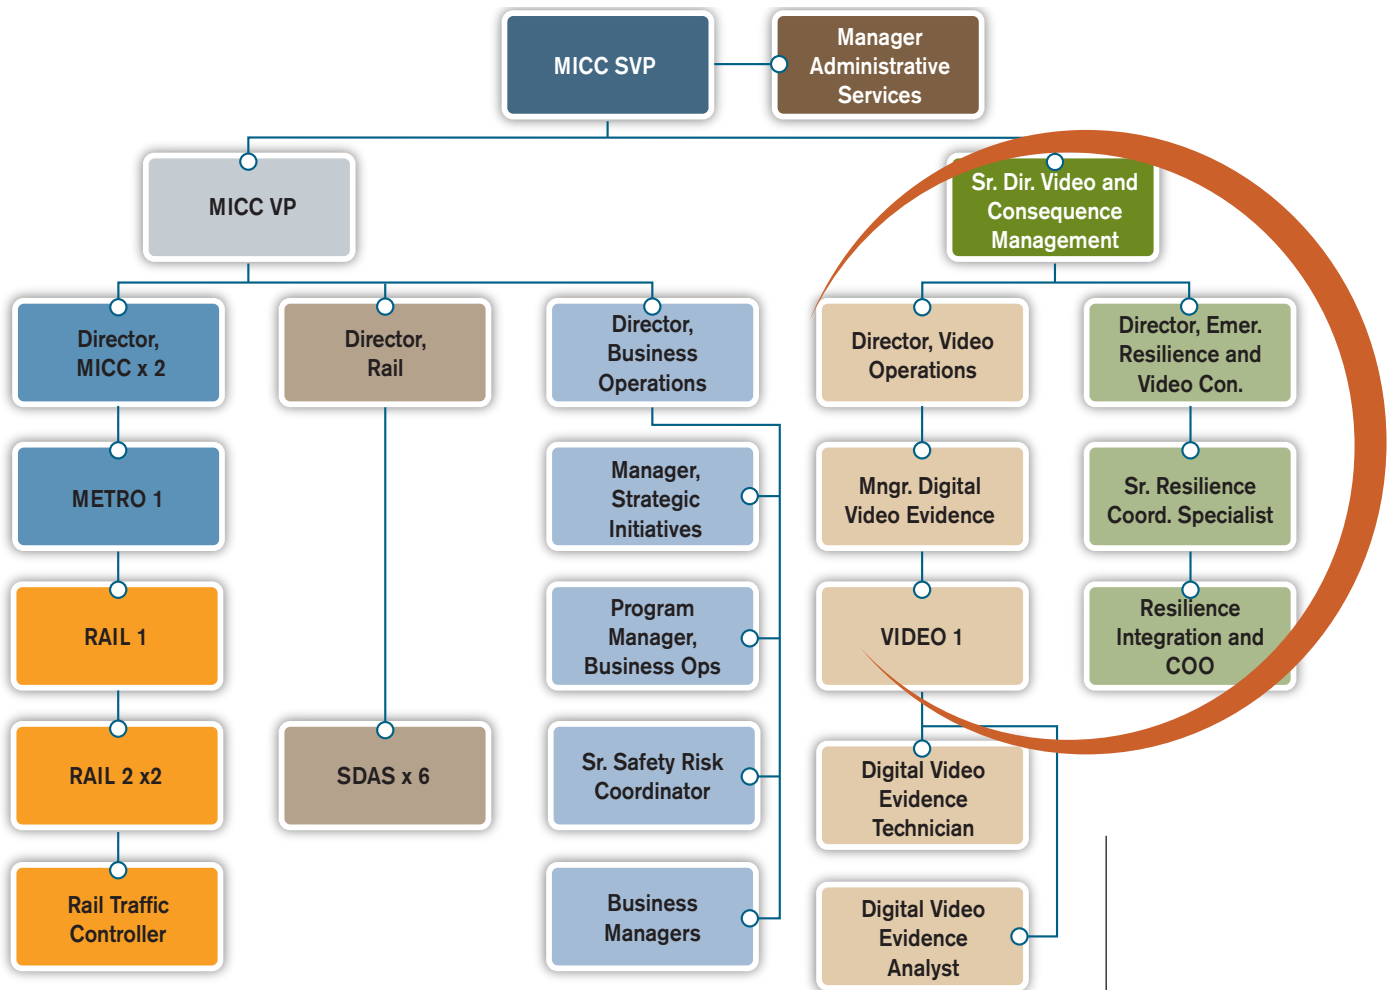 MICC SVP
Manager
Administrative
Services
MICC VP
Sr. Dir. Video and
Consequence
Management
Director,
MICC x 2
Director,
Rail
Director,
Business
Operations
Director, Video
Operations
Director, Emer.
Resilience and
Video Con.
METRO 1
Manager,
Strategic
Initiatives
Mngr. Digital
Video Evidence
Sr. Resilience
Coord. Specialist
RAIL 1
Program
Manager,
Business Ops
VIDEO 1
Resilience
Integration and
COO
RAIL 2 x2
SDAS x 6
Sr. Safety Risk
Coordinator
Digital Video
Evidence
Technician
Rail Traffic
Controller
Business
Managers
Digital Video
Evidence
Analyst